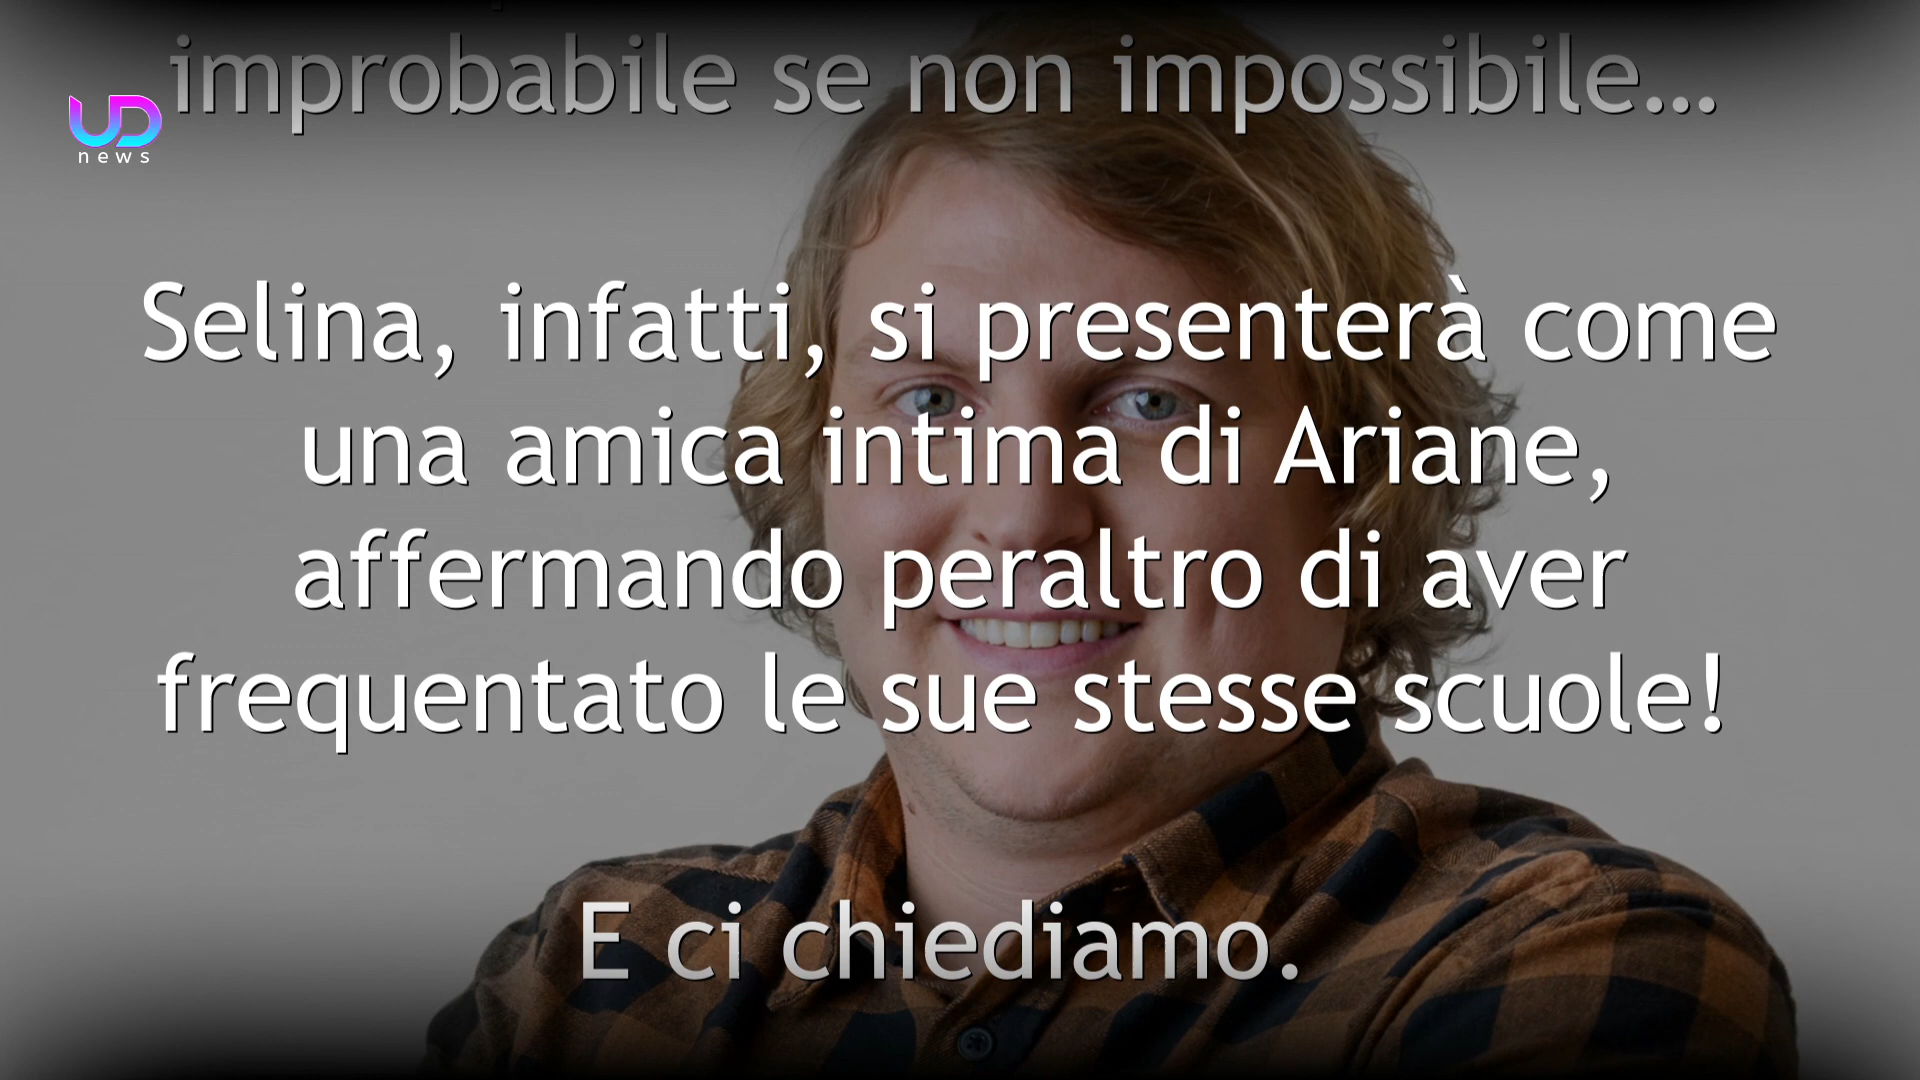 improbabile se non impossibile...
UD
news
Selina, infatti, si presenterà come
una amica intima di Ariane,
affermando peraltro di aver
frequentato le sue stesse scuole!
E ci chiediamo.